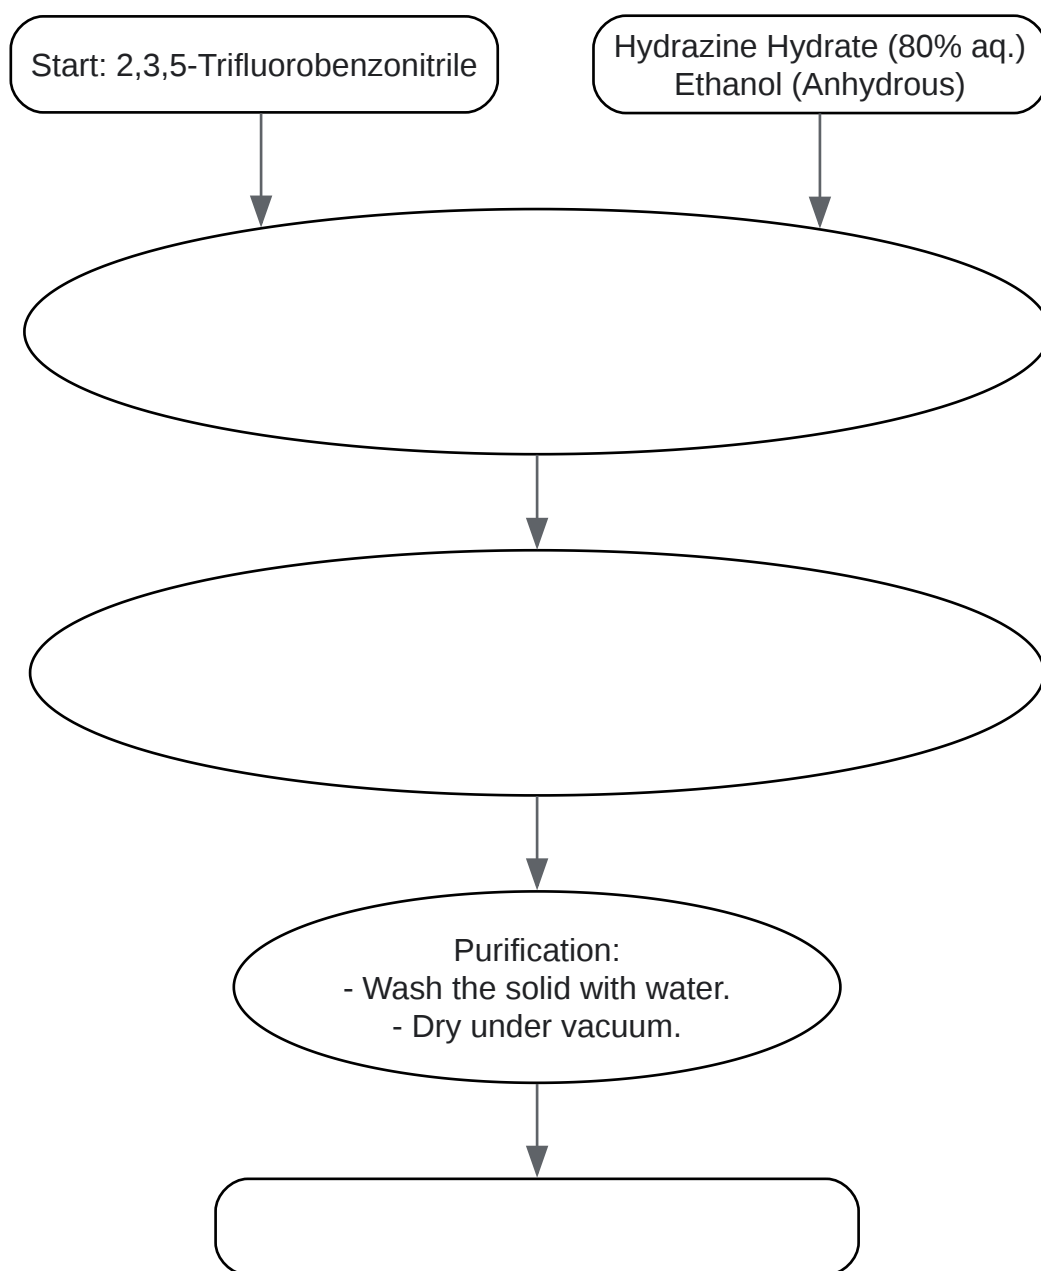 Start: 2,3,5-Trifluorobenzonitrile
Hydrazine Hydrate (80% aq.)
Ethanol (Anhydrous)
Purification:
- Wash the solid with water.
- Dry under vacuum.